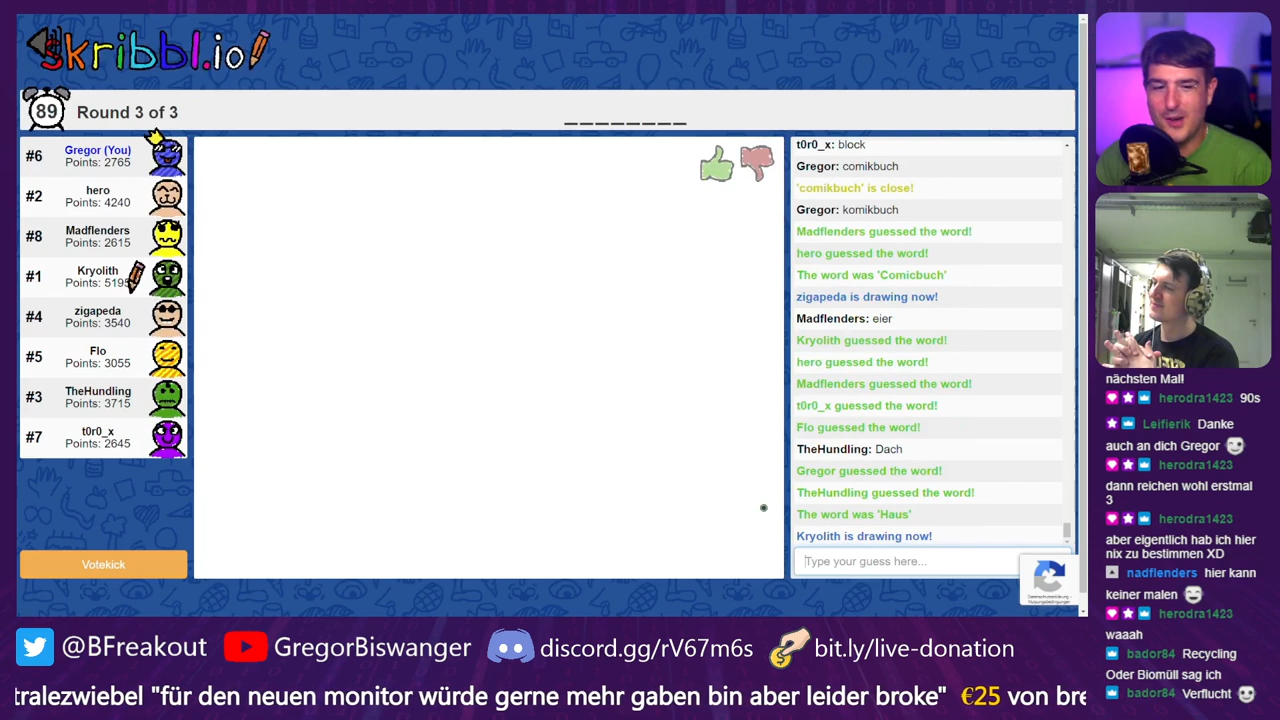 skribbl.io
89
Round 3 of 3
________
#6 Gregor (You)
Points: 2765
#2 hero
Points: 4240
#8 Madflenders
Points: 2615
#1 Kryolith
Points: 5195
#4 zigapeda
Points: 3540
#5 Flo
Points: 3055
#3 TheHundling
Points: 3715
#7 t0r0_x
Points: 2645
Votekick
t0r0_x: block
Gregor: comikbuch
'comikbuch' is close!
Gregor: komikbuch
Madflenders guessed the word!
hero guessed the word!
The word was 'Comicbuch'
zigapeda is drawing now!
Madflenders: eier
Kryolith guessed the word!
hero guessed the word!
Madflenders guessed the word!
t0r0_x guessed the word!
Flo guessed the word!
TheHundling: Dach
Gregor guessed the word!
TheHundling guessed the word!
The word was 'Haus'
Kryolith is drawing now!
Type your guess here...
nächsten Mal!
herodra1423 90s
Leifierik Danke
auch an dich Gregor
herodra1423
dann reichen wohl erstmal
3
herodra1423
aber eigentlich hab ich hier
nix zu bestimmen XD
nadflenders hier kann
keiner malen
herodra1423
waaah
bador84 Recycling
Oder Biomüll sag ich
bador84 Verflucht
@BFreakout GregorBiswanger discord.gg/rV67m6s bit.ly/live-donation
tralezwiebel "für den neuen monitor würde gerne mehr gaben bin aber leider broke" €25 von bre